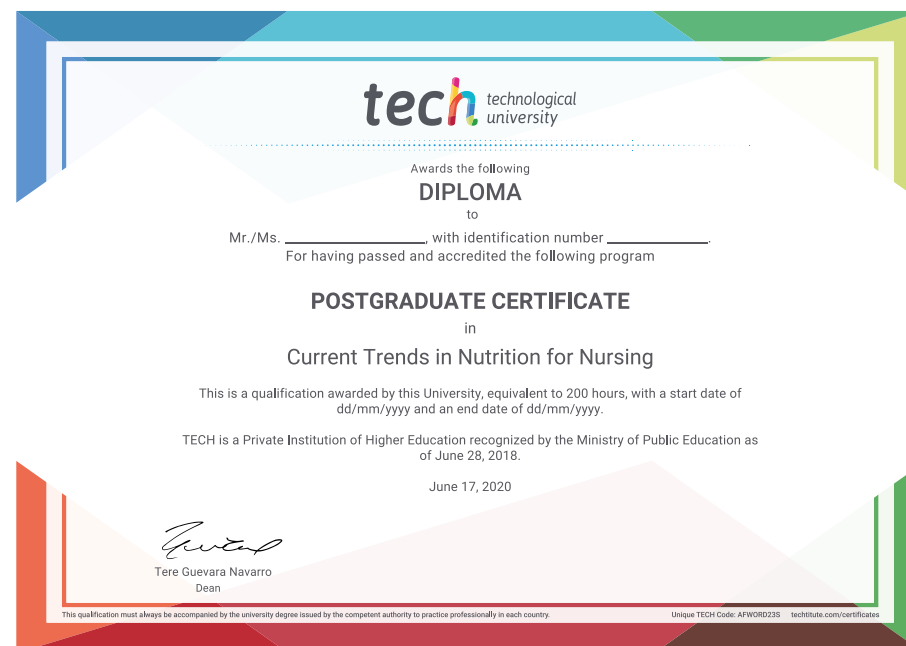 tech technological
university
Awards the following
DIPLOMA
to
Mr./Ms. ____________________, with identification number ______________.
For having passed and accredited the following program
POSTGRADUATE CERTIFICATE
in
Current Trends in Nutrition for Nursing
This is a qualification awarded by this University, equivalent to 200 hours, with a start date of
dd/mm/yyyy and an end date of dd/mm/yyyy.
TECH is a Private Institution of Higher Education recognized by the Ministry of Public Education as
of June 28, 2018.
June 17, 2020
Tere Guevara Navarro
Dean
This qualification must always be accompanied by the university degree issued by the competent authority to practice professionally in each country. Unique TECH Code: AFWORD23S techtitute.com/certificates